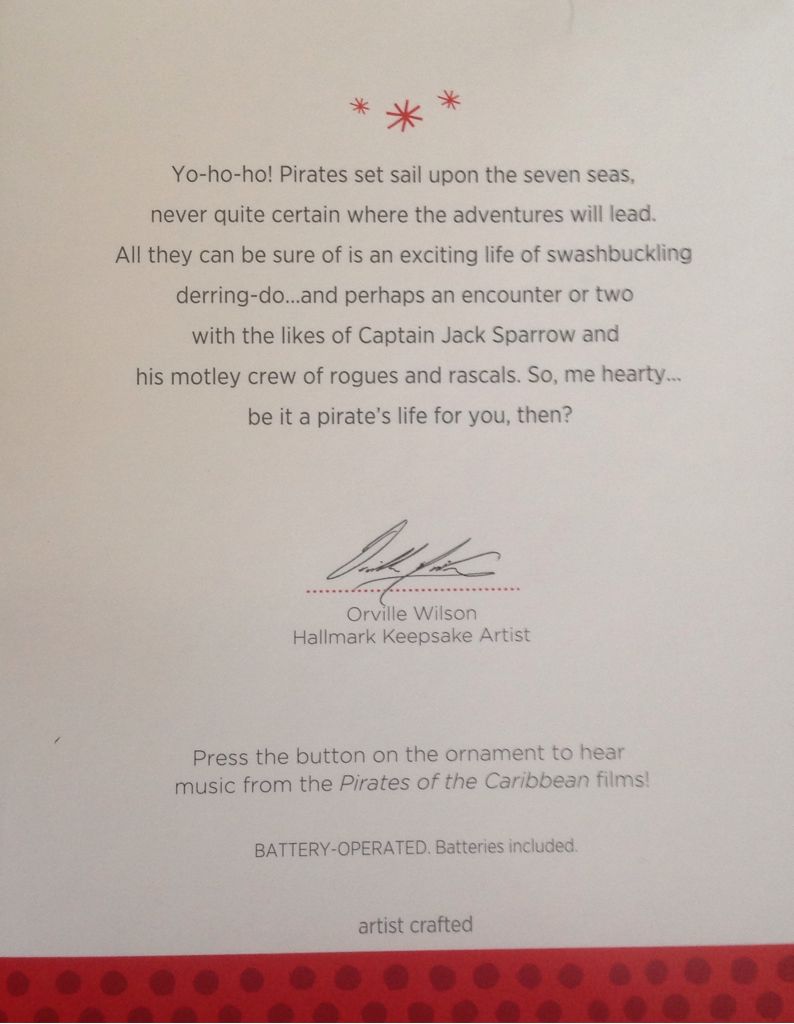 Yo-ho-ho! Pirates set sail upon the seven seas,
never quite certain where the adventures will lead.
All they can be sure of is an exciting life of swashbuckling
derring-do...and perhaps an encounter or two
with the likes of Captain Jack Sparrow and
his motley crew of rogues and rascals. So, me hearty...
be it a pirate's life for you, then?
Orville Wilson
Hallmark Keepsake Artist
Press the button on the ornament to hear
music from the Pirates of the Caribbean films!
BATTERY-OPERATED. Batteries included.
artist crafted